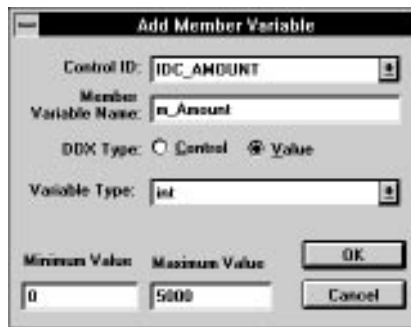 Add Member Variable
Control ID: IDC_AMOUNT
Member
Variable Name: m_Amount
DDX Type: Control Value
Variable Type: int
Minimum Value Maximum Value OK
0 5000 Cancel